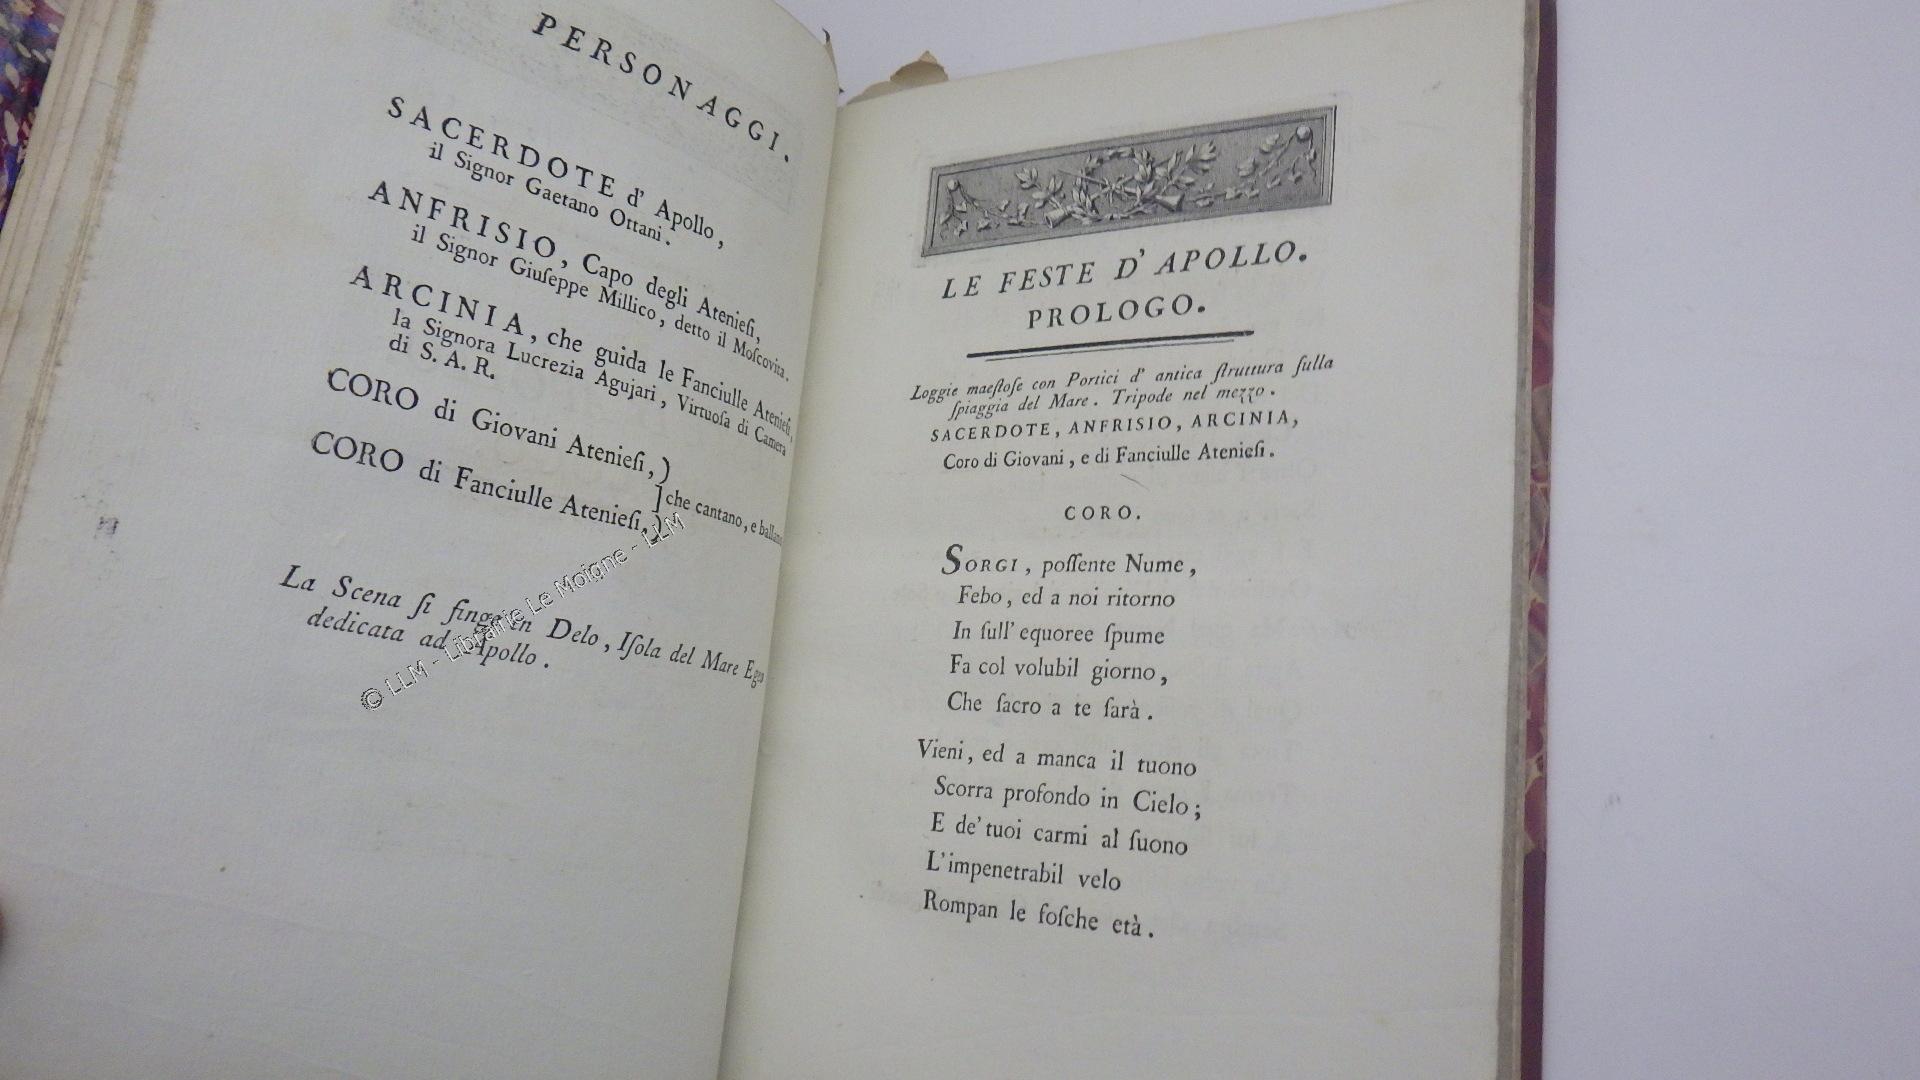 PERSONAGGI.
SACERDOTE d' Apollo,
il Signor Gaetano Ottani.
ANFRISIO, Capo degli Atenieſi,
il Signor Giuſeppe Millico, detto il Moſcovita.
ARCINIA, che guida le Fanciulle Atenieſi,
la Signora Lucrezia Agujari, Virtuoſa di Camera
di S. A. R.
CORO di Giovani Atenieſi,)
] che cantano, e ballano
CORO di Fanciulle Atenieſi,)
La Scena ſi finge in Delo, Iſola del Mare Egeo
dedicata ad Apollo.
© LLM - Librairie Le Moigne - LLM
LE FESTE D' APOLLO.
PROLOGO.
Loggie maeſtoſe con Portici d' antica ſtruttura ſulla
ſpiaggia del Mare. Tripode nel mezzo.
SACERDOTE, ANFRISIO, ARCINIA,
Coro di Giovani, e di Fanciulle Atenieſi.
CORO.
SORGI, poſſente Nume,
Febo, ed a noi ritorno
In ſull' equoree ſpume
Fa col volubil giorno,
Che ſacro a te ſarà.
Vieni, ed a manca il tuono
Scorra profondo in Cielo;
E de' tuoi carmi al ſuono
L' impenetrabil velo
Rompan le foſche età.